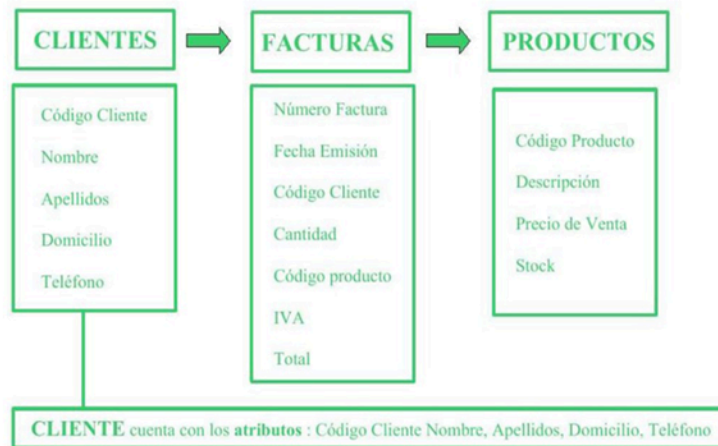 CLIENTES
FACTURAS
PRODUCTOS
Código Cliente
Nombre
Apellidos
Domicilio
Teléfono
Número Factura
Fecha Emisión
Código Cliente
Cantidad
Código producto
IVA
Total
Código Producto
Descripción
Precio de Venta
Stock
CLIENTE cuenta con los atributos : Código Cliente Nombre, Apellidos, Domicilio, Teléfono